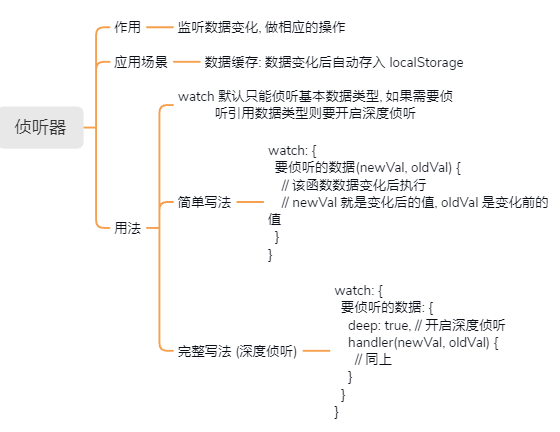 侦听器
作用
监听数据变化, 做相应的操作
应用场景
数据缓存: 数据变化后自动存入 localStorage
用法
watch 默认只能侦听基本数据类型, 如果需要侦
听引用数据类型则要开启深度侦听
简单写法
watch: {
要侦听的数据(newVal, oldVal) {
// 该函数数据变化后执行
// newVal 就是变化后的值, oldVal 是变化前的
值
}
}
完整写法 (深度侦听)
watch: {
要侦听的数据: {
deep: true, // 开启深度侦听
handler(newVal, oldVal) {
// 同上
}
}
}